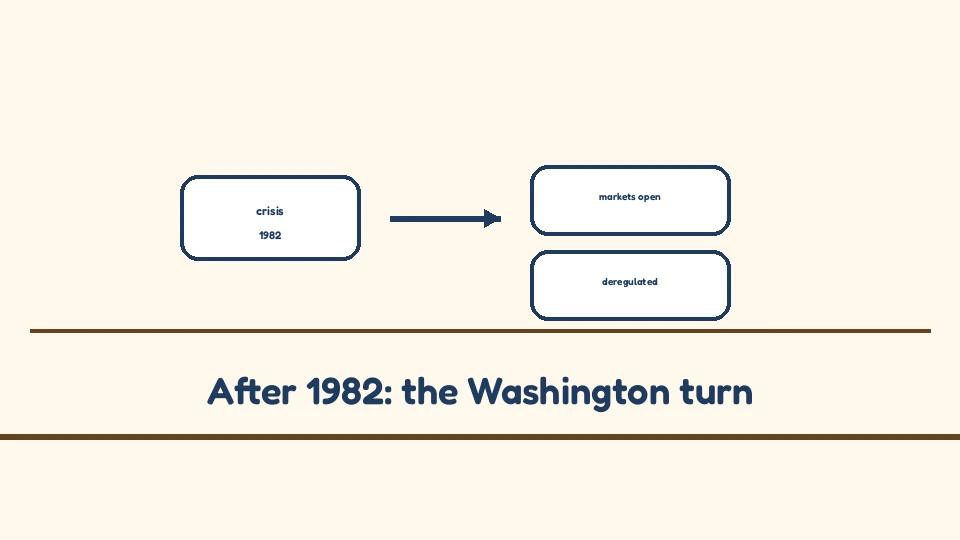 crisis
1982
markets open
deregulated
After 1982: the Washington turn